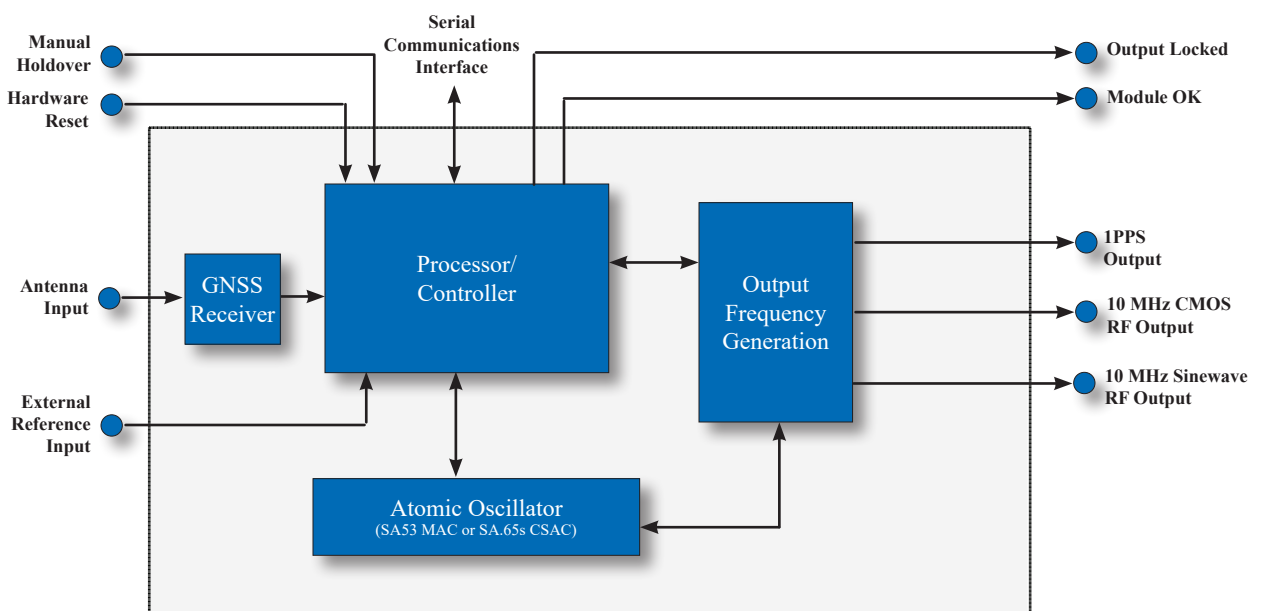 Manual
Holdover
Hardware
Reset
Serial
Communications
Interface
Output Locked
Module OK
Antenna
Input
GNSS
Receiver
Processor/
Controller
Output
Frequency
Generation
1PPS
Output
10 MHz CMOS
RF Output
10 MHz Sinewave
RF Output
External
Reference
Input
Atomic Oscillator
(SA53 MAC or SA.65s CSAC)